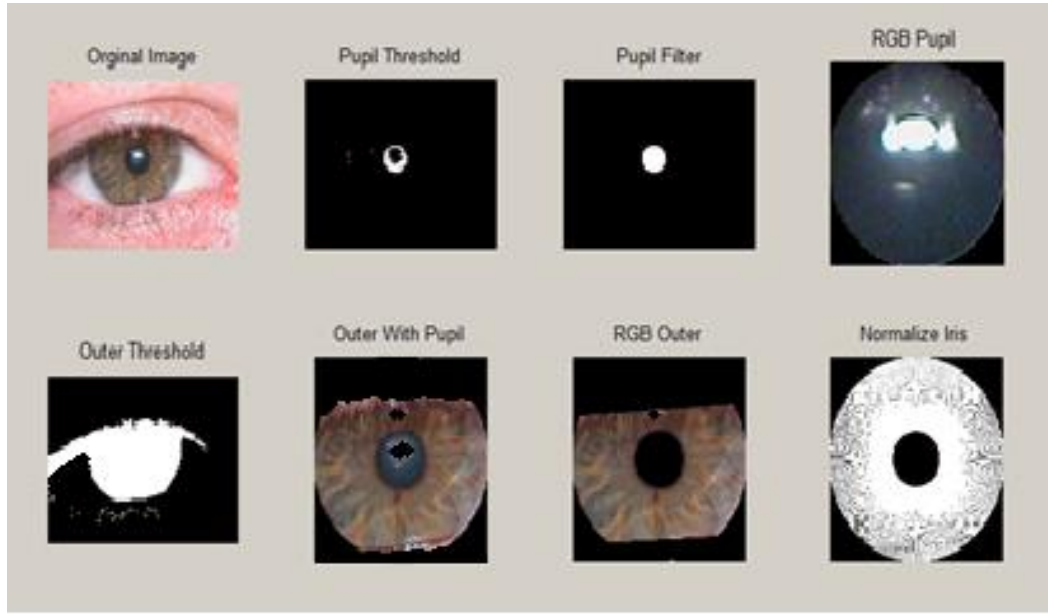 Orginal Image
Pupil Threshold
Pupil Filter
RGB Pupil
Outer Threshold
Outer With Pupil
RGB Outer
Normalize Iris